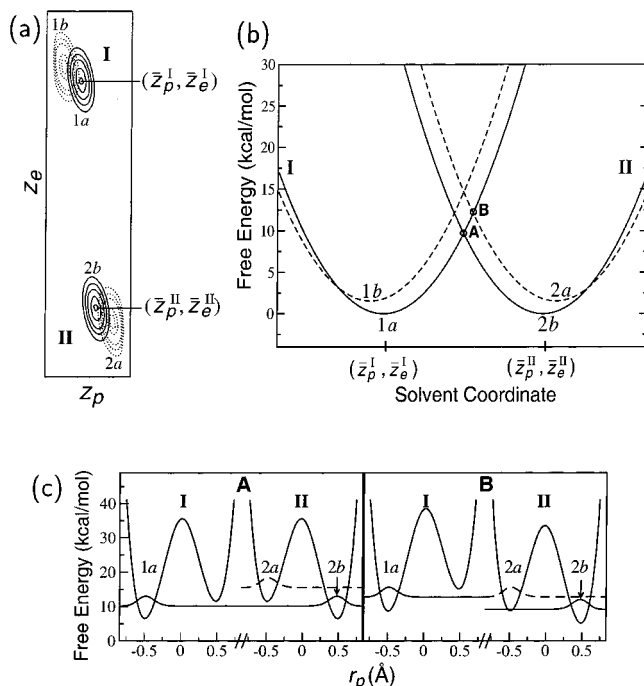 (a)
1b
I
(z̄_p^I, z̄_e^I)
1a
z_e
2b
(z̄_p^II, z̄_e^II)
II
2a
z_p
(b)
Free Energy (kcal/mol)
30
25
20
15
10
5
0
I
II
B
A
1b
1a
2a
2b
(z̄_p^I, z̄_e^I)
(z̄_p^II, z̄_e^II)
Solvent Coordinate
(c)
Free Energy (kcal/mol)
50
40
30
20
10
0
A
B
I
II
I
II
1a
2a
2b
1a
2a
2b
-0.5 0 0.5 // -0.5 0 0.5 -0.5 0 0.5 // -0.5 0 0.5
r_p(Å)